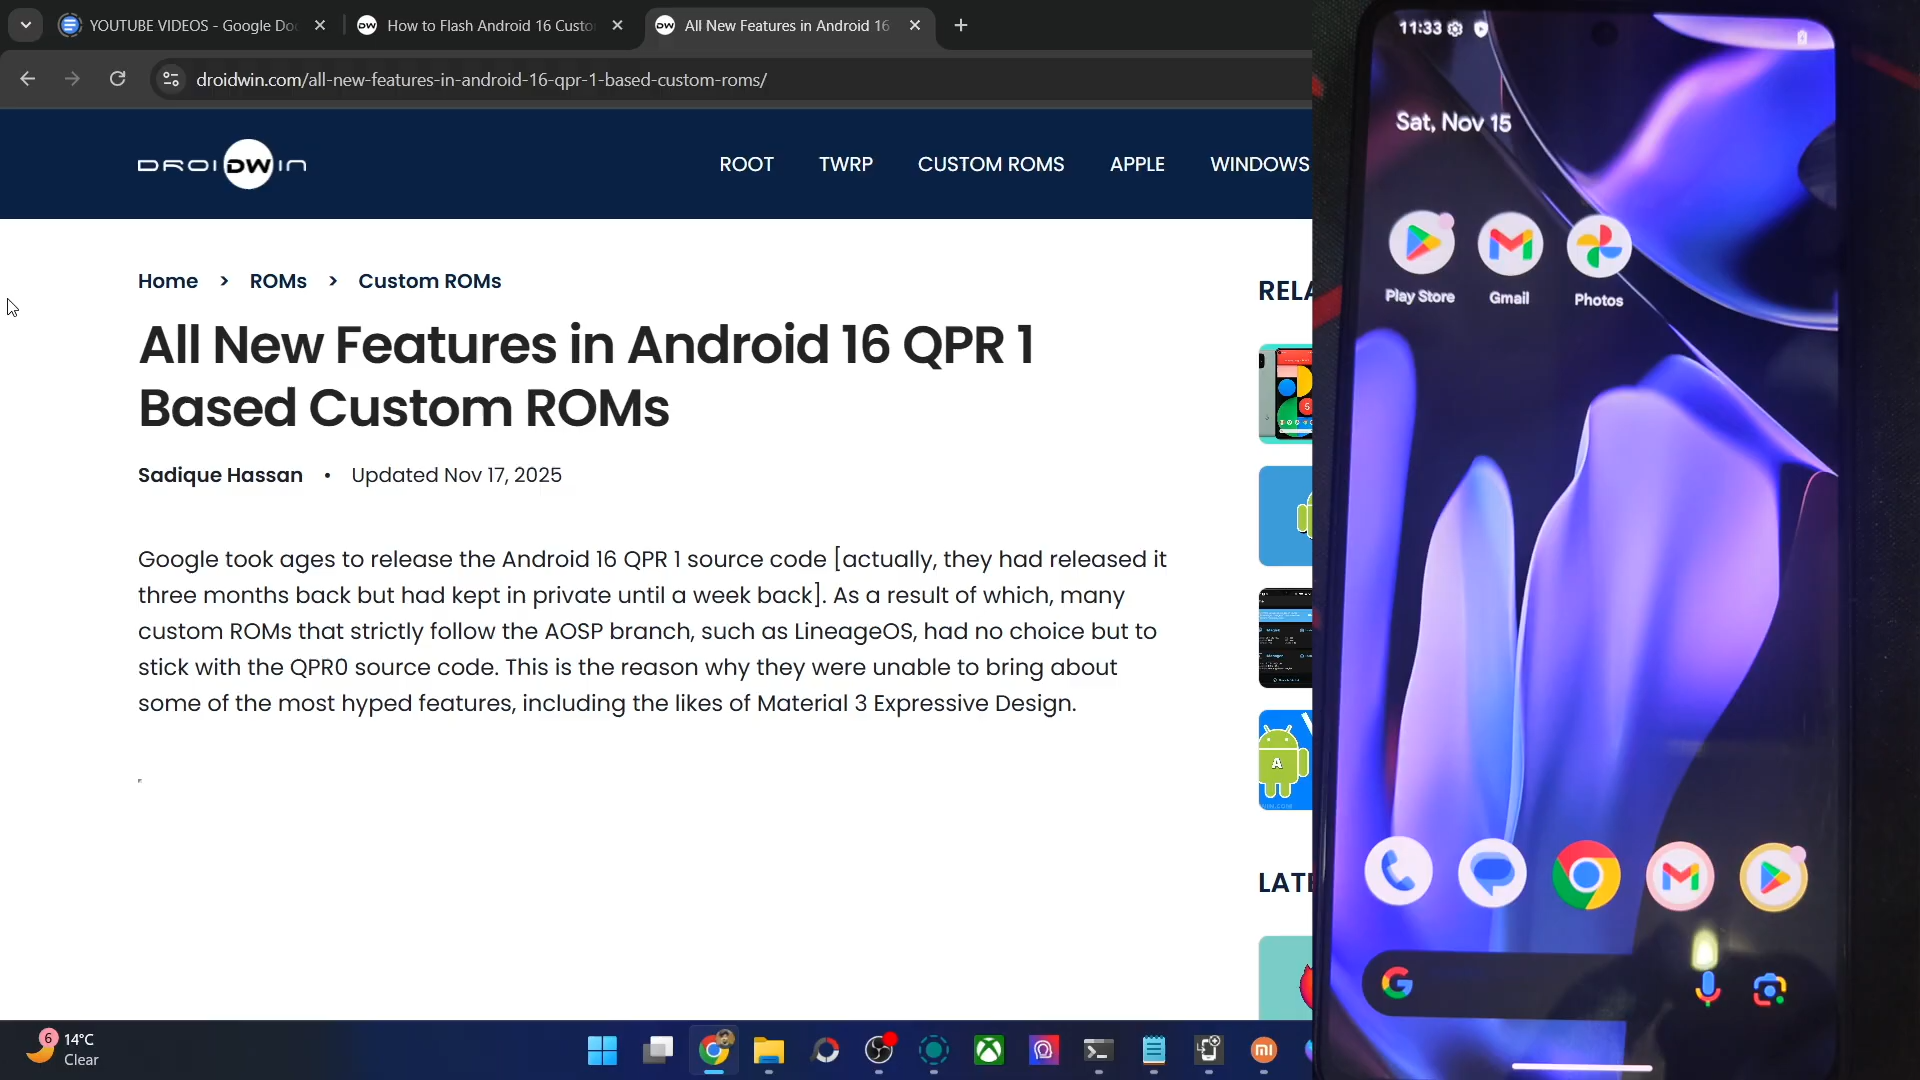 YOUTUBE VIDEOS - Google Do
How to Flash Android 16 Custo
All New Features in Android 16
droidwin.com/all-new-features-in-android-16-qpr-1-based-custom-roms/
DROIDWIN
ROOT
TWRP
CUSTOM ROMS
APPLE
WINDOWS
Home > ROMs > Custom ROMs
All New Features in Android 16 QPR 1
Based Custom ROMs
Sadique Hassan • Updated Nov 17, 2025
Google took ages to release the Android 16 QPR 1 source code [actually, they had released it
three months back but had kept in private until a week back]. As a result of which, many
custom ROMs that strictly follow the AOSP branch, such as LineageOS, had no choice but to
stick with the QPR0 source code. This is the reason why they were unable to bring about
some of the most hyped features, including the likes of Material 3 Expressive Design.
RELA
LATE
6
14°C
Clear
11:33
Sat, Nov 15
Play Store
Gmail
Photos